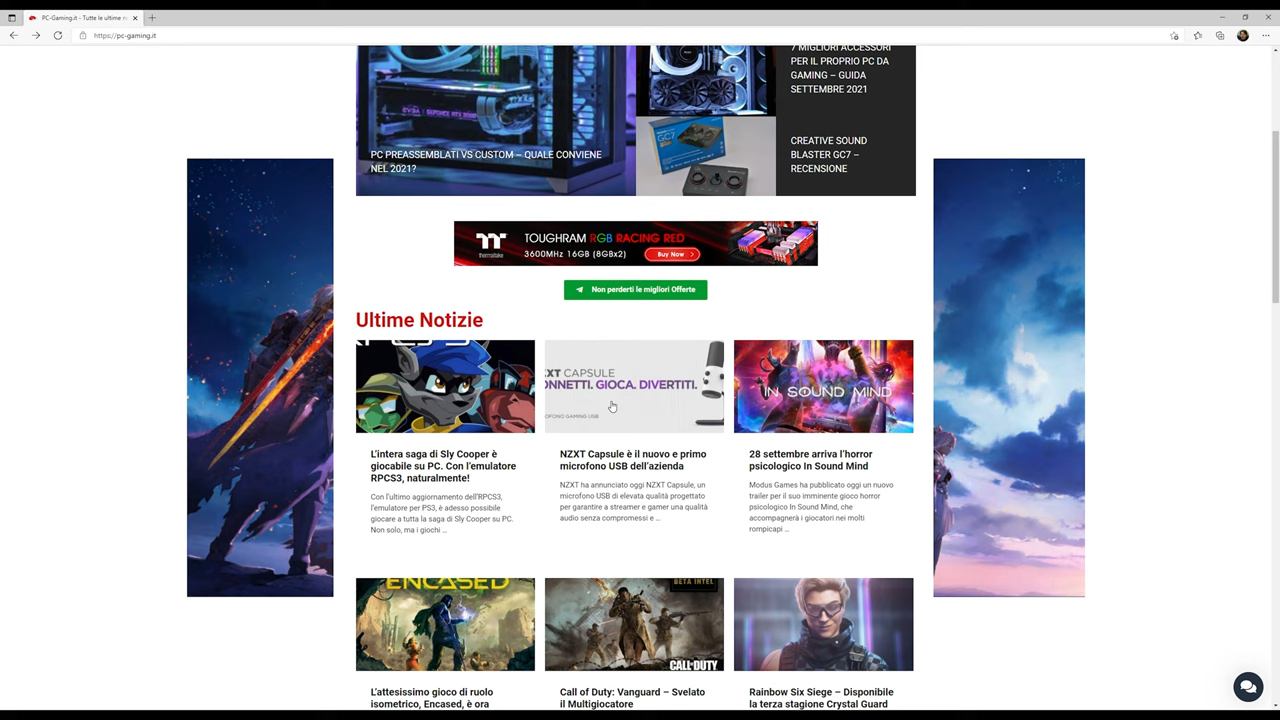 PC-Gaming.it - Tutte le ultime n
https://pc-gaming.it
7 MIGLIORI ACCESSORI
PER IL PROPRIO PC DA
GAMING – GUIDA
SETTEMBRE 2021
PC PREASSEMBLATI VS CUSTOM – QUALE CONVIENE
NEL 2021?
GC7
CREATIVE SOUND
BLASTER GC7 –
RECENSIONE
thermaltake
TOUGHRAM RGB RACING RED
3600MHz 16GB (8GBx2)
Buy Now
Non perderti le migliori Offerte
Ultime Notizie
XT CAPSULE
ONNETTI. GIOCA. DIVERTITI.
OFONO GAMING USB
IN SOUND MIND
L'intera saga di Sly Cooper è
giocabile su PC. Con l'emulatore
RPCS3, naturalmente!
Con l'ultimo aggiornamento dell'RPCS3,
l'emulatore per PS3, è adesso possibile
giocare a tutta la saga di Sly Cooper su PC.
Non solo, ma i giochi ...
NZXT Capsule è il nuovo e primo
microfono USB dell'azienda
NZXT ha annunciato oggi NZXT Capsule, un
microfono USB di elevata qualità progettato
per garantire a streamer e gamer una qualità
audio senza compromessi e ...
28 settembre arriva l'horror
psicologico In Sound Mind
Modus Games ha pubblicato oggi un nuovo
trailer per il suo imminente gioco horror
psicologico In Sound Mind, che
accompagnerà i giocatori nei molti
rompicapi ...
ENCASED
BETA INTEL
CALL OF DUTY
L'attesissimo gioco di ruolo
isometrico, Encased, è ora
Call of Duty: Vanguard – Svelato
il Multigiocatore
Rainbow Six Siege – Disponibile
la terza stagione Crystal Guard